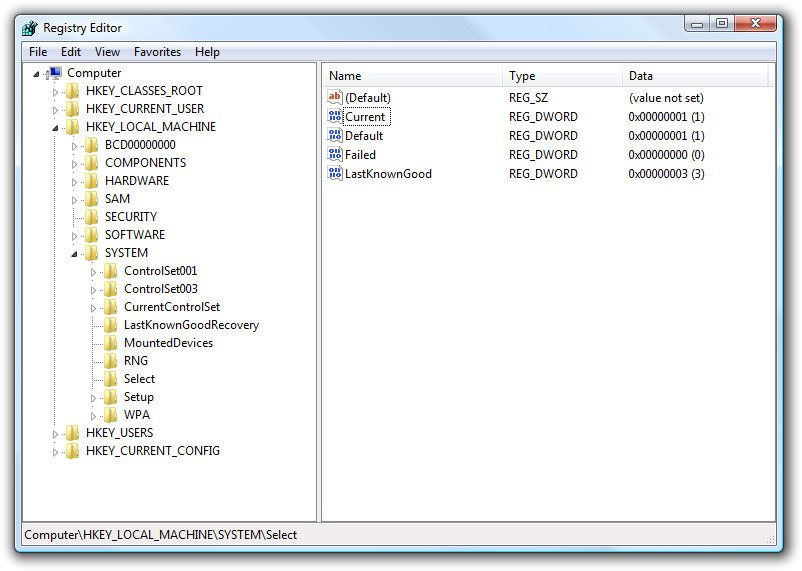 Registry Editor
File Edit View Favorites Help
Computer
HKEY_CLASSES_ROOT
HKEY_CURRENT_USER
HKEY_LOCAL_MACHINE
BCD00000000
COMPONENTS
HARDWARE
SAM
SECURITY
SOFTWARE
SYSTEM
ControlSet001
ControlSet003
CurrentControlSet
LastKnownGoodRecovery
MountedDevices
RNG
Select
Setup
WPA
HKEY_USERS
HKEY_CURRENT_CONFIG
Name Type Data
(Default) REG_SZ (value not set)
Current REG_DWORD 0x00000001 (1)
Default REG_DWORD 0x00000001 (1)
Failed REG_DWORD 0x00000000 (0)
LastKnownGood REG_DWORD 0x00000003 (3)
Computer\HKEY_LOCAL_MACHINE\SYSTEM\Select